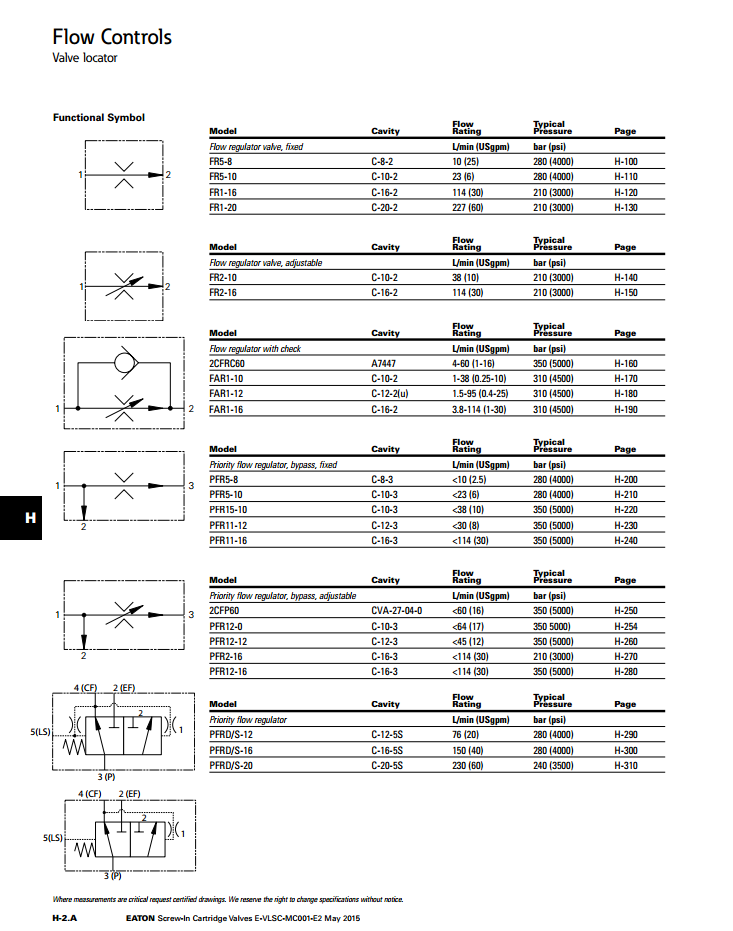 Flow Controls
Valve locator
Functional Symbol
Model Cavity Flow Rating Typical Pressure Page
Flow regulator valve, fixed L/min (USgpm) bar (psi)
FR5-8 C-8-2 10 (25) 280 (4000) H-100
FR5-10 C-10-2 23 (6) 280 (4000) H-110
FR1-16 C-16-2 114 (30) 210 (3000) H-120
FR1-20 C-20-2 227 (60) 210 (3000) H-130
1 2
Model Cavity Flow Rating Typical Pressure Page
Flow regulator valve, adjustable L/min (USgpm) bar (psi)
FR2-10 C-10-2 38 (10) 210 (3000) H-140
FR2-16 C-16-2 114 (30) 210 (3000) H-150
1 2
Model Cavity Flow Rating Typical Pressure Page
Flow regulator with check L/min (USgpm) bar (psi)
2CFRC60 A7447 4-60 (1-16) 350 (5000) H-160
FAR1-10 C-10-2 1-38 (0.25-10) 310 (4500) H-170
FAR1-12 C-12-2(u) 1.5-95 (0.4-25) 310 (4500) H-180
FAR1-16 C-16-2 3.8-114 (1-30) 310 (4500) H-190
1 2
Model Cavity Flow Rating Typical Pressure Page
Priority flow regulator, bypass, fixed L/min (USgpm) bar (psi)
PFR5-8 C-8-3 <10 (2.5) 280 (4000) H-200
PFR5-10 C-10-3 <23 (6) 280 (4000) H-210
PFR15-10 C-10-3 <38 (10) 350 (5000) H-220
PFR11-12 C-12-3 <30 (8) 350 (5000) H-230
PFR11-16 C-16-3 <114 (30) 350 (5000) H-240
1 3
2
H
Model Cavity Flow Rating Typical Pressure Page
Priority flow regulator, bypass, adjustable L/min (USgpm) bar (psi)
2CFP60 CVA-27-04-0 <60 (16) 350 (5000) H-250
PFR12-0 C-10-3 <64 (17) 350 5000) H-254
PFR12-12 C-12-3 <45 (12) 350 (5000) H-260
PFR2-16 C-16-3 <114 (30) 210 (3000) H-270
PFR12-16 C-16-3 <114 (30) 350 (5000) H-280
1 3
2
Model Cavity Flow Rating Typical Pressure Page
Priority flow regulator L/min (USgpm) bar (psi)
PFRD/S-12 C-12-5S 76 (20) 280 (4000) H-290
PFRD/S-16 C-16-5S 150 (40) 280 (4000) H-300
PFRD/S-20 C-20-5S 230 (60) 240 (3500) H-310
4 (CF) 2 (EF)
2
5(LS) 1
3 (P)
4 (CF) 2 (EF)
2
5(LS) 1
3 (P)
Where measurements are critical request certified drawings. We reserve the right to change specifications without notice.
H-2.A EATON Screw-In Cartridge Valves E-VLSC-MC001-E2 May 2015